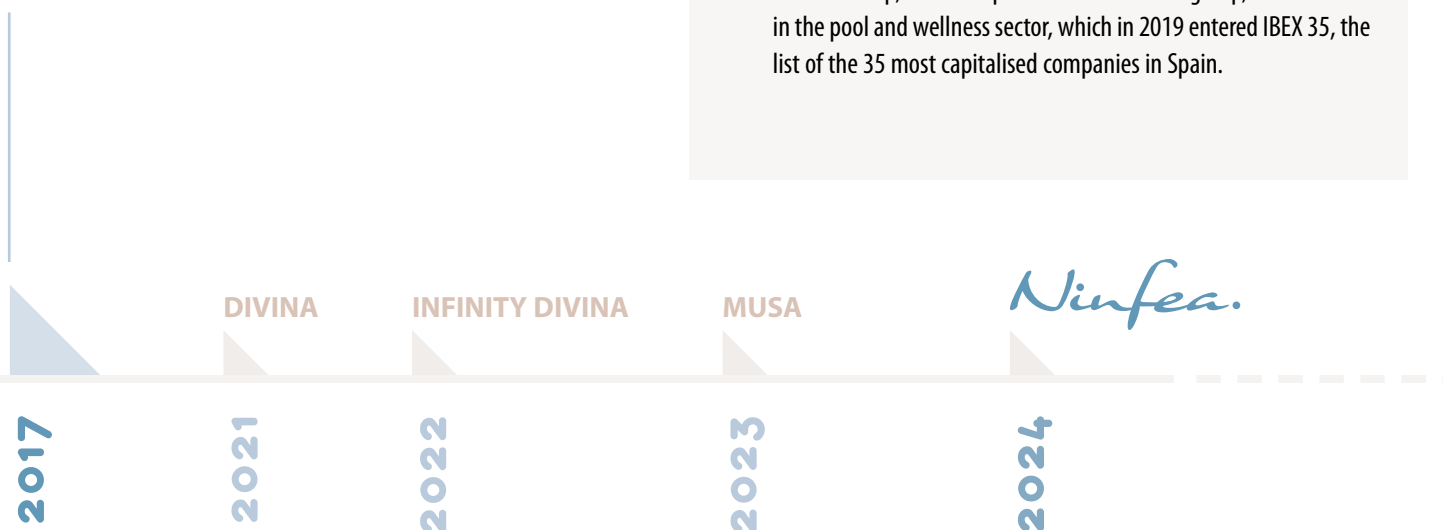 in the pool and wellness sector, which in 2019 entered IBEX 35, the
list of the 35 most capitalised companies in Spain.
DIVINA
INFINITY DIVINA
MUSA
Ninfea.
2017
2021
2022
2023
2024